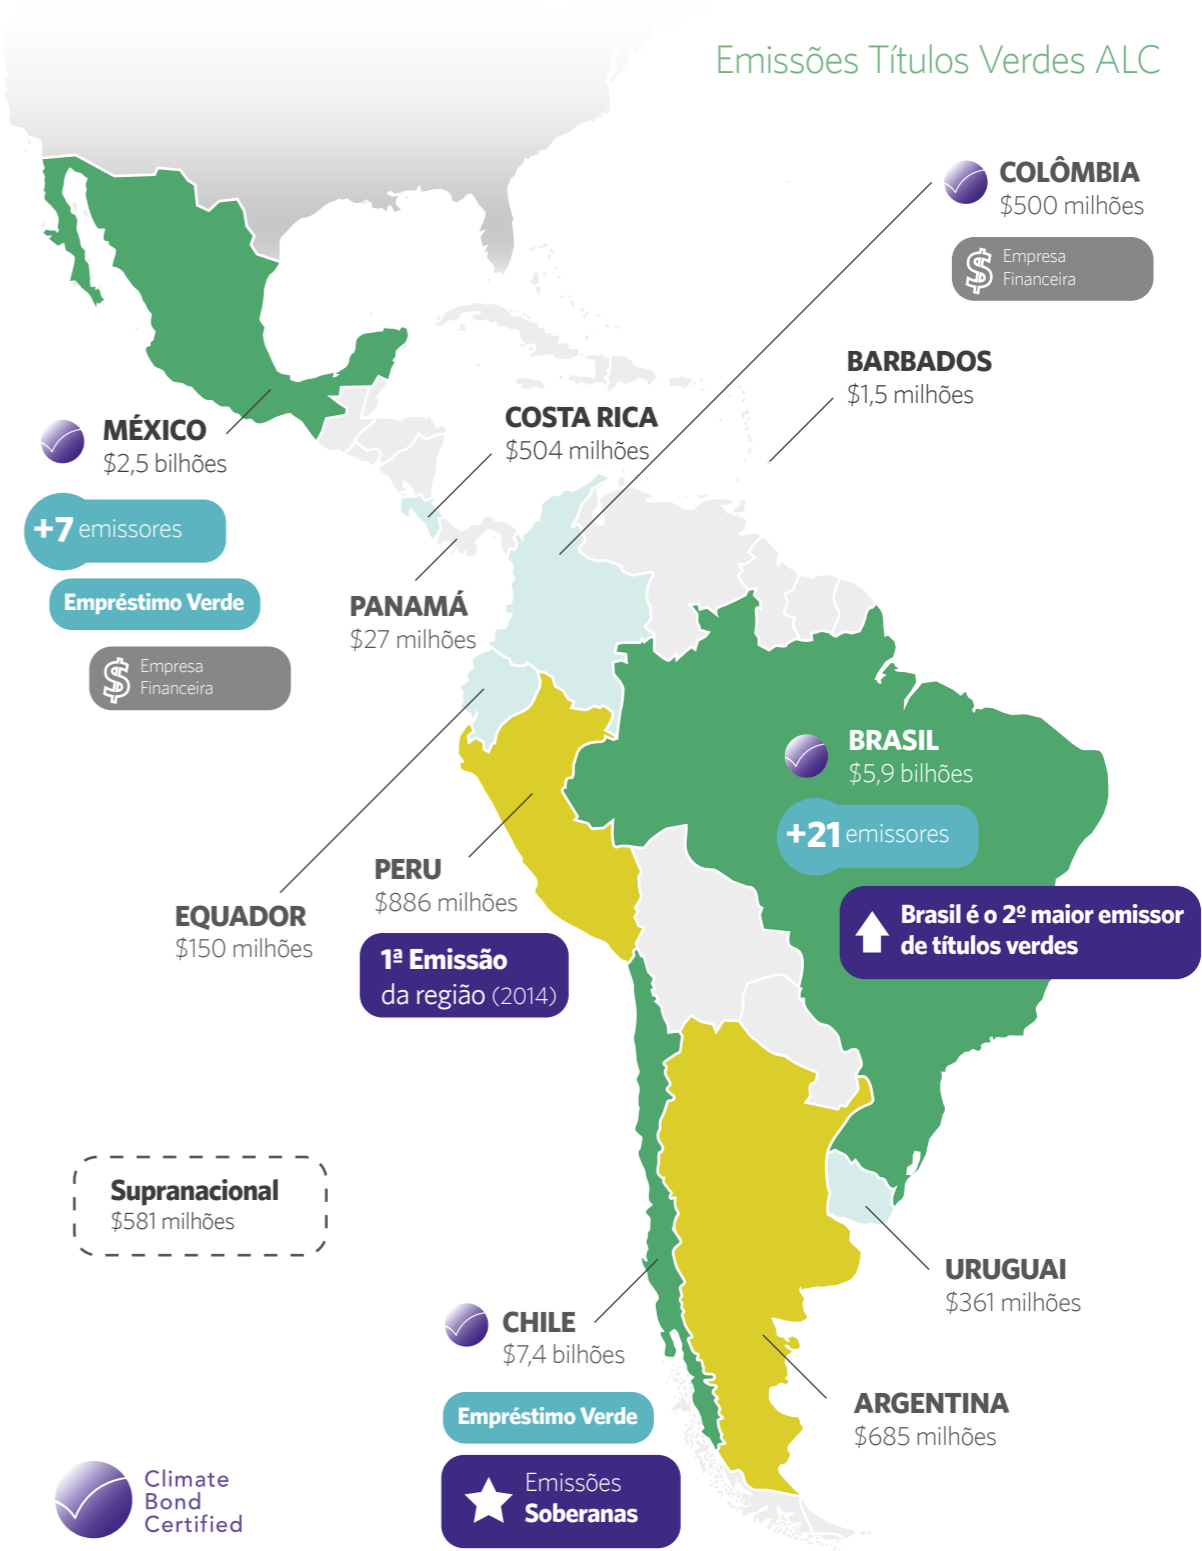 Emissões Títulos Verdes ALC
COLÔMBIA
$500 milhões
$ Empresa
Financeira
BARBADOS
$1,5 milhões
COSTA RICA
$504 milhões
MÉXICO
$2,5 bilhões
+7 emissores
Empréstimo Verde
$ Empresa
Financeira
PANAMÁ
$27 milhões
BRASIL
$5,9 bilhões
+21 emissores
Brasil é o 2º maior emissor
de títulos verdes
PERU
$886 milhões
1ª Emissão
da região (2014)
EQUADOR
$150 milhões
Supranacional
$581 milhões
URUGUAI
$361 milhões
CHILE
$7,4 bilhões
Empréstimo Verde
Emissões
Soberanas
ARGENTINA
$685 milhões
Climate
Bond
Certified